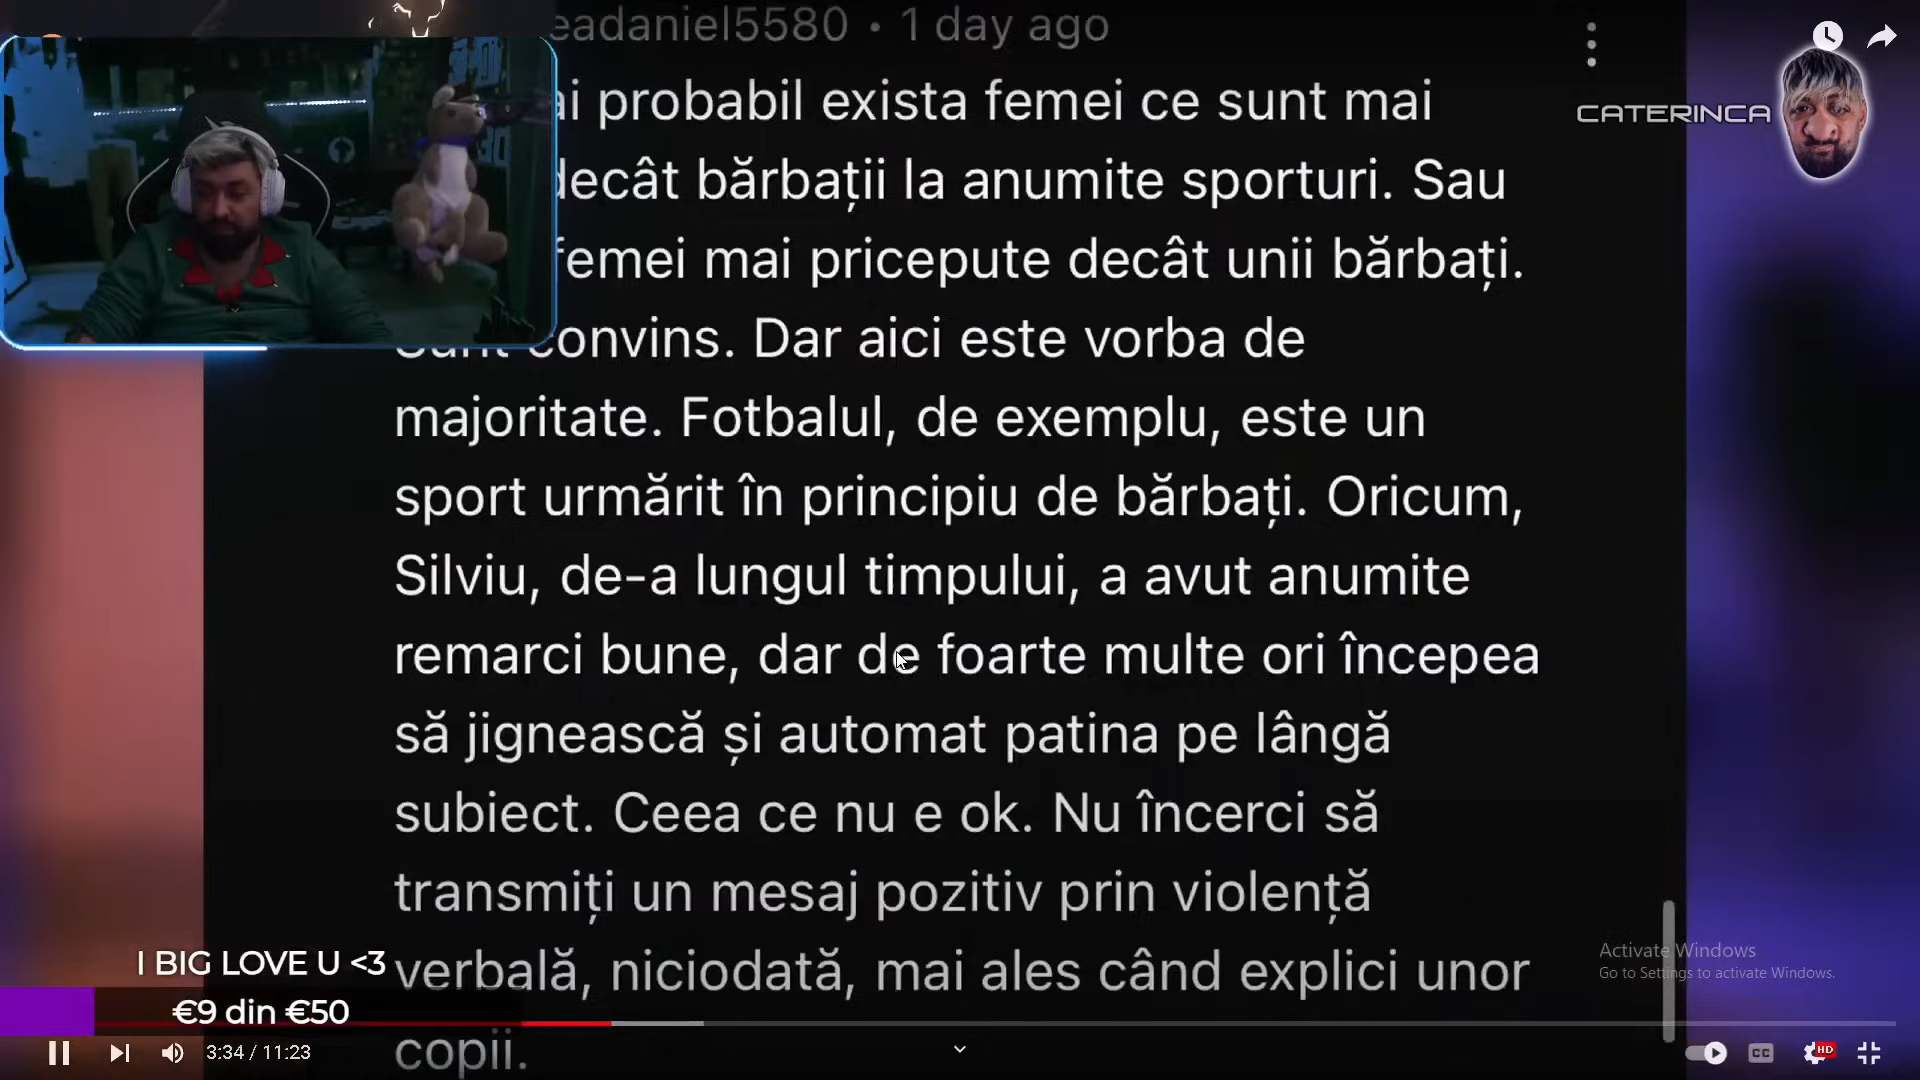 eadaniel5580 • 1 day ago
ai probabil exista femei ce sunt mai
CATERINCA
decât bărbații la anumite sporturi. Sau
femei mai pricepute decât unii bărbați.
Sunt convins. Dar aici este vorba de
majoritate. Fotbalul, de exemplu, este un
sport urmărit în principiu de bărbați. Oricum,
Silviu, de-a lungul timpului, a avut anumite
remarci bune, dar de foarte multe ori începea
să jignească și automat patina pe lângă
subiect. Ceea ce nu e ok. Nu încerci să
transmiți un mesaj pozitiv prin violență
verbală, niciodată, mai ales când explici unor
copii.
I BIG LOVE U <3
€9 din €50
Activate Windows
Go to Settings to activate Windows.
3:34 / 11:23
CC
HD